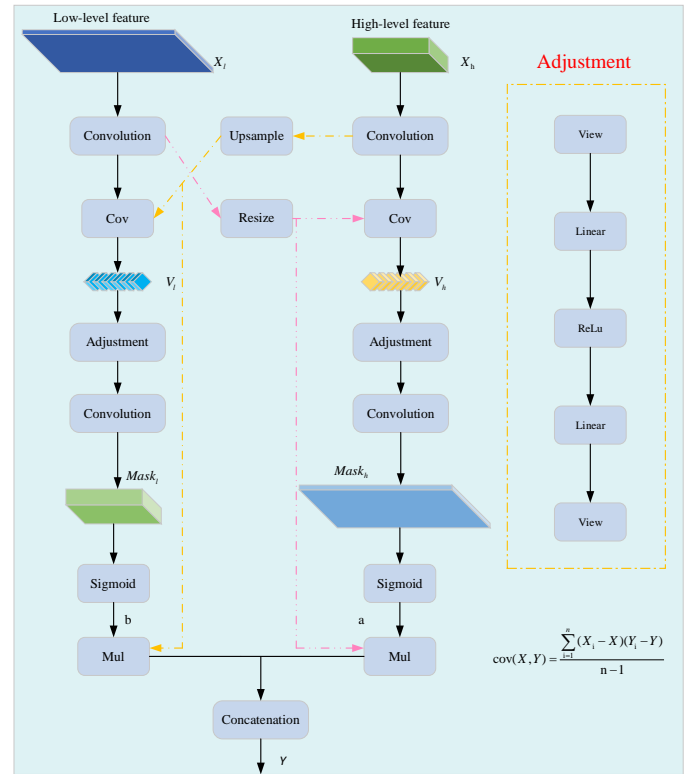 Low-level feature
High-level feature
X_l
X_h
Adjustment
Convolution
Upsample
Convolution
View
Cov
Resize
Cov
Linear
V_l
V_h
Adjustment
Adjustment
ReLu
Convolution
Convolution
Linear
Mask_l
Mask_h
View
Sigmoid
Sigmoid
b
a
Mul
Mul
cov(X,Y) = \frac{\sum_{i=1}^{n}(X_i-X)(Y_i-Y)}{n-1}
Concatenation
Y